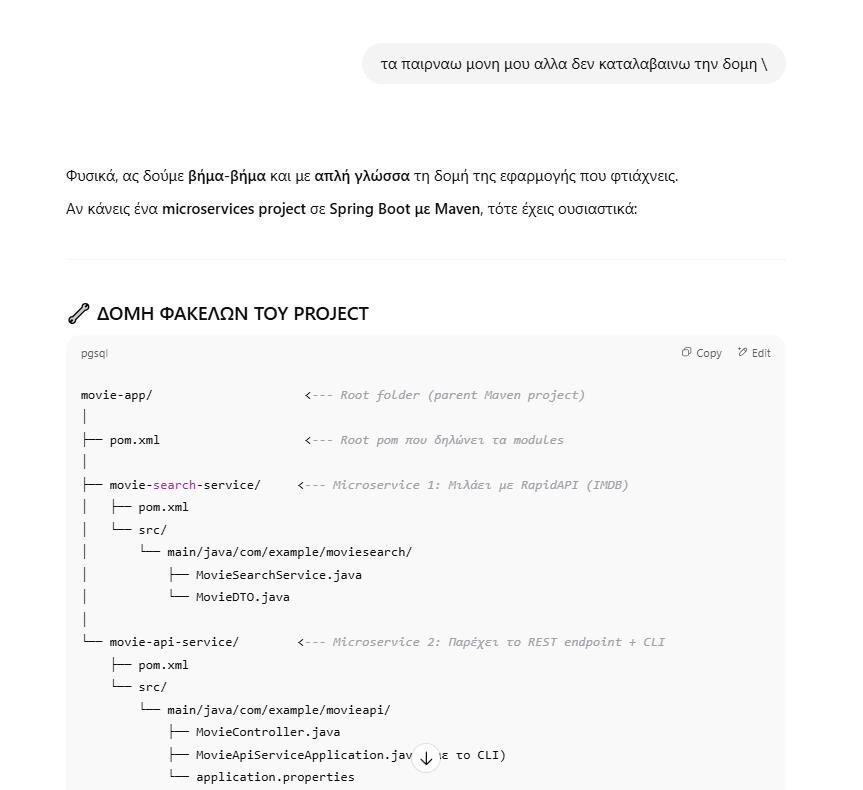 τα παιρναω μονη μου αλλα δεν καταλαβαινω την δομη \
Φυσικά, ας δούμε βήμα-βήμα και με απλή γλώσσα τη δομή της εφαρμογής που φτιάχνεις.
Αν κάνεις ένα microservices project σε Spring Boot με Maven, τότε έχεις ουσιαστικά:
🔧 ΔΟΜΗ ΦΑΚΕΛΩΝ ΤΟΥ PROJECT
pgsql Copy Edit
movie-app/ <--- Root folder (parent Maven project)
│
├── pom.xml <--- Root pom που δηλώνει τα modules
│
├── movie-search-service/ <--- Microservice 1: Μιλάει με RapidAPI (IMDB)
│   ├── pom.xml
│   └── src/
│       └── main/java/com/example/moviesearch/
│           ├── MovieSearchService.java
│           └── MovieDTO.java
│
└── movie-api-service/ <--- Microservice 2: Παρέχει το REST endpoint + CLI
    ├── pom.xml
    └── src/
        └── main/java/com/example/movieapi/
            ├── MovieController.java
            ├── MovieApiServiceApplication.jav ε το CLI)
            └── application.properties